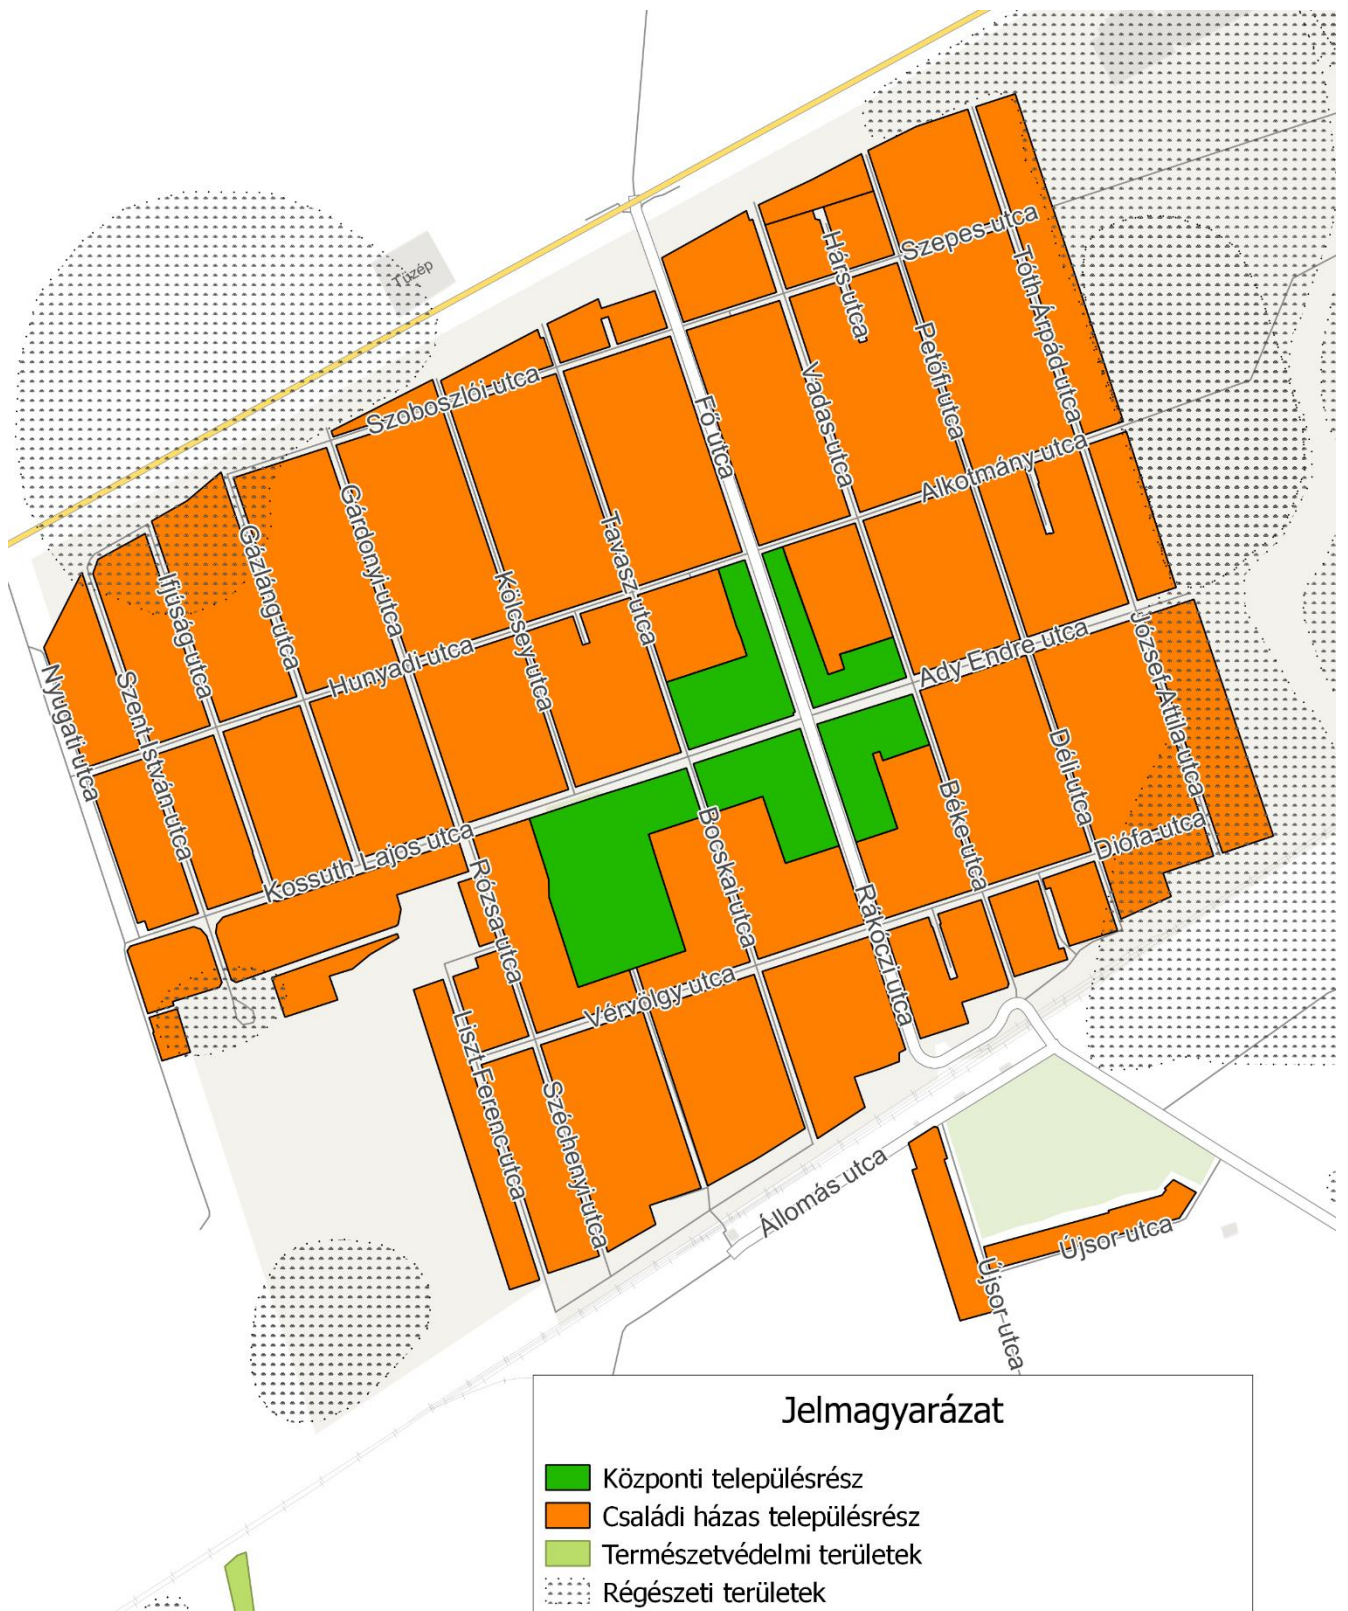 Tüzép
Szepes utca
Hárs utca
Tóth Árpád utca
Petőfi utca
Vadas utca
Fő utca
Szoboszlói utca
Alkotmány utca
Gárdonyi utca
Gázláng utca
Tavasz utca
Kölcsey utca
Ifjúság utca
Hunyadi utca
Szent István utca
Nyugati utca
Ady Endre utca
József Attila utca
Déli utca
Béke utca
Diófa utca
Bocskai utca
Kossuth Lajos utca
Rózsa utca
Rákóczi utca
Vérvölgy utca
Liszt Ferenc utca
Széchenyi utca
Állomás utca
Újsor utca
Újsor utca
Jelmagyarázat
Központi településrész
Családi házas településrész
Természetvédelmi területek
Régészeti területek